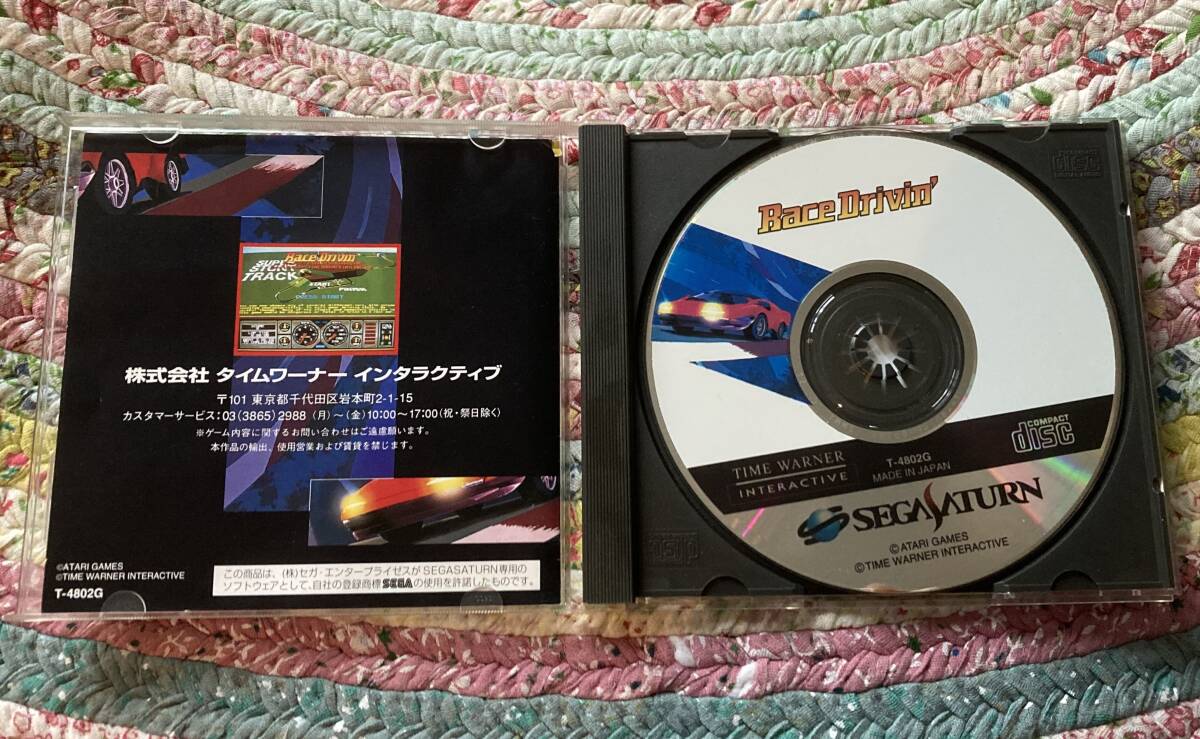 Race Drivin'
SUPER
STUNT
TRACK
START
PRESS START
株式会社 タイムワーナー インタラクティブ
〒101 東京都千代田区岩本町2-1-15
カスタマーサービス:03(3865)2988 (月)〜(金)10:00〜17:00(祝・祭日除く)
※ゲーム内容に関するお問い合わせはご遠慮願います。
本作品の輸出、使用営業および賃貸を禁じます。
©ATARI GAMES
©TIME WARNER INTERACTIVE
T-4802G
この商品は、(株)セガ・エンタープライゼスが SEGASATURN専用の
ソフトウェアとして、自社の登録商標 SEGA の使用を許諾したものです。
Race Drivin'
COMPACT
disc
TIME WARNER
INTERACTIVE
T-4802G
MADE IN JAPAN
SEGASATURN
©ATARI GAMES
©TIME WARNER INTERACTIVE
disc